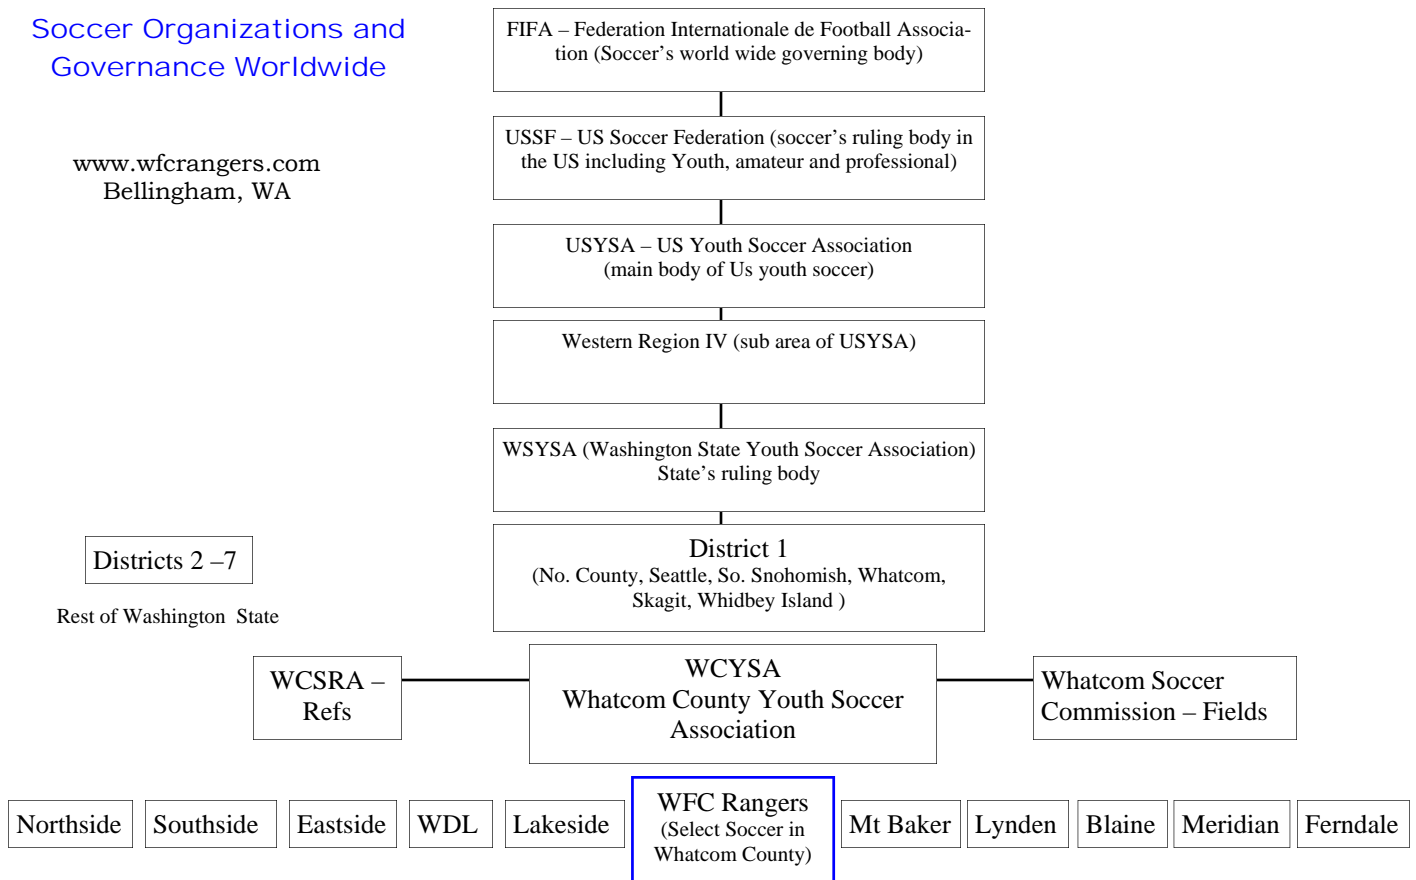 Soccer Organizations and
Governance Worldwide
www.wfcrangers.com
Bellingham, WA
FIFA – Federation Internationale de Football Associa-
tion (Soccer’s world wide governing body)
USSF – US Soccer Federation (soccer’s ruling body in
the US including Youth, amateur and professional)
USYSA – US Youth Soccer Association
(main body of Us youth soccer)
Western Region IV (sub area of USYSA)
WSYSA (Washington State Youth Soccer Association)
State’s ruling body
Districts 2 –7
Rest of Washington  State
District 1
(No. County, Seattle, So. Snohomish, Whatcom,
Skagit, Whidbey Island )
WCSRA –
Refs
WCYSA
Whatcom County Youth Soccer
Association
Whatcom Soccer
Commission – Fields
Northside
Southside
Eastside
WDL
Lakeside
WFC Rangers
(Select Soccer in
Whatcom County)
Mt Baker
Lynden
Blaine
Meridian
Ferndale